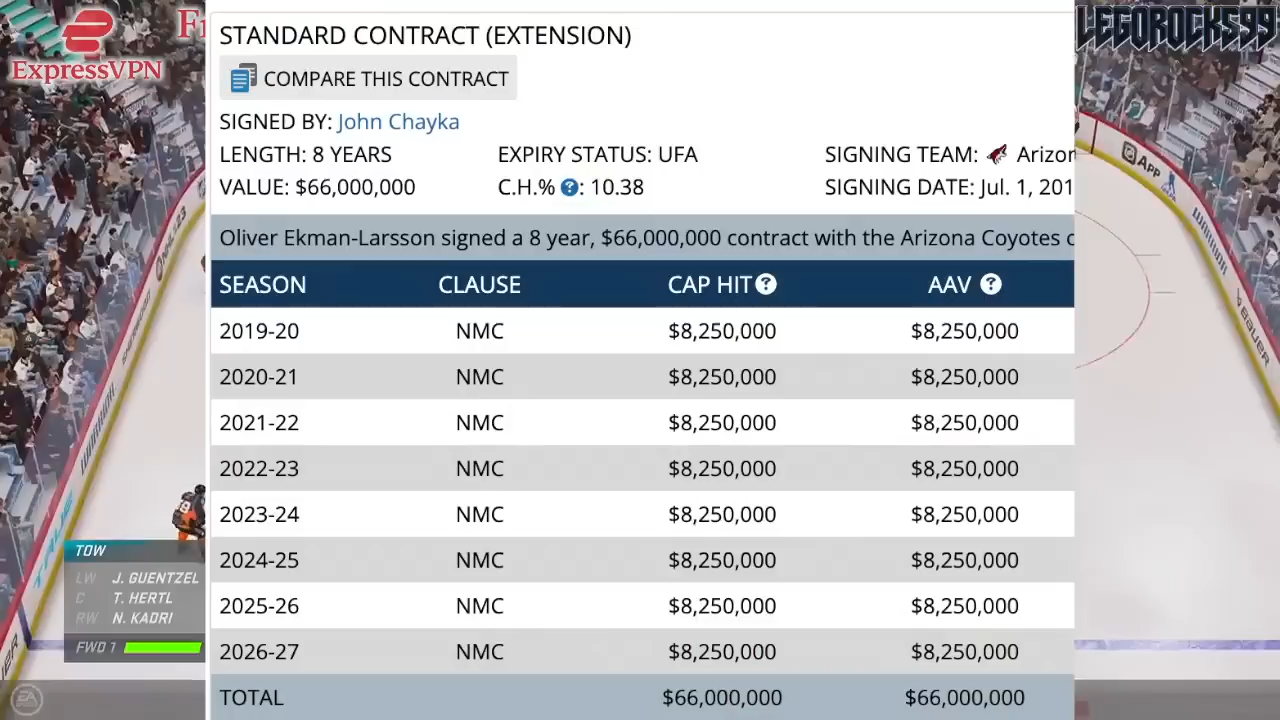 ExpressVPN
LEGOROCKS99
STANDARD CONTRACT (EXTENSION)
COMPARE THIS CONTRACT
SIGNED BY: John Chayka
LENGTH: 8 YEARS EXPIRY STATUS: UFA SIGNING TEAM: Arizon
VALUE: $66,000,000 C.H.% ?: 10.38 SIGNING DATE: Jul. 1, 201
Oliver Ekman-Larsson signed a 8 year, $66,000,000 contract with the Arizona Coyotes
SEASON CLAUSE CAP HIT ? AAV ?
2019-20 NMC $8,250,000 $8,250,000
2020-21 NMC $8,250,000 $8,250,000
2021-22 NMC $8,250,000 $8,250,000
2022-23 NMC $8,250,000 $8,250,000
2023-24 NMC $8,250,000 $8,250,000
2024-25 NMC $8,250,000 $8,250,000
2025-26 NMC $8,250,000 $8,250,000
2026-27 NMC $8,250,000 $8,250,000
TOTAL $66,000,000 $66,000,000
TOW
LW J. GUENTZEL
C T. HERTL
RW N. KADRI
FWD 1
App
BAUER
EA